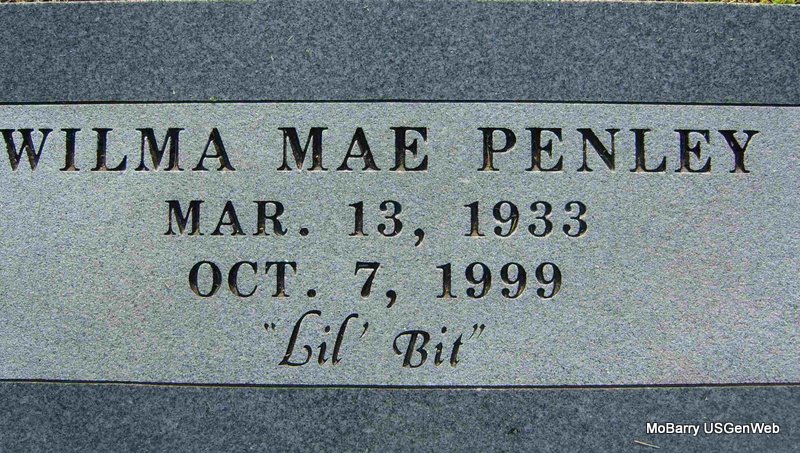 WILMA MAE PENLEY
MAR. 13, 1933
OCT. 7, 1999
"Lil' Bit"
MoBarry USGenWeb